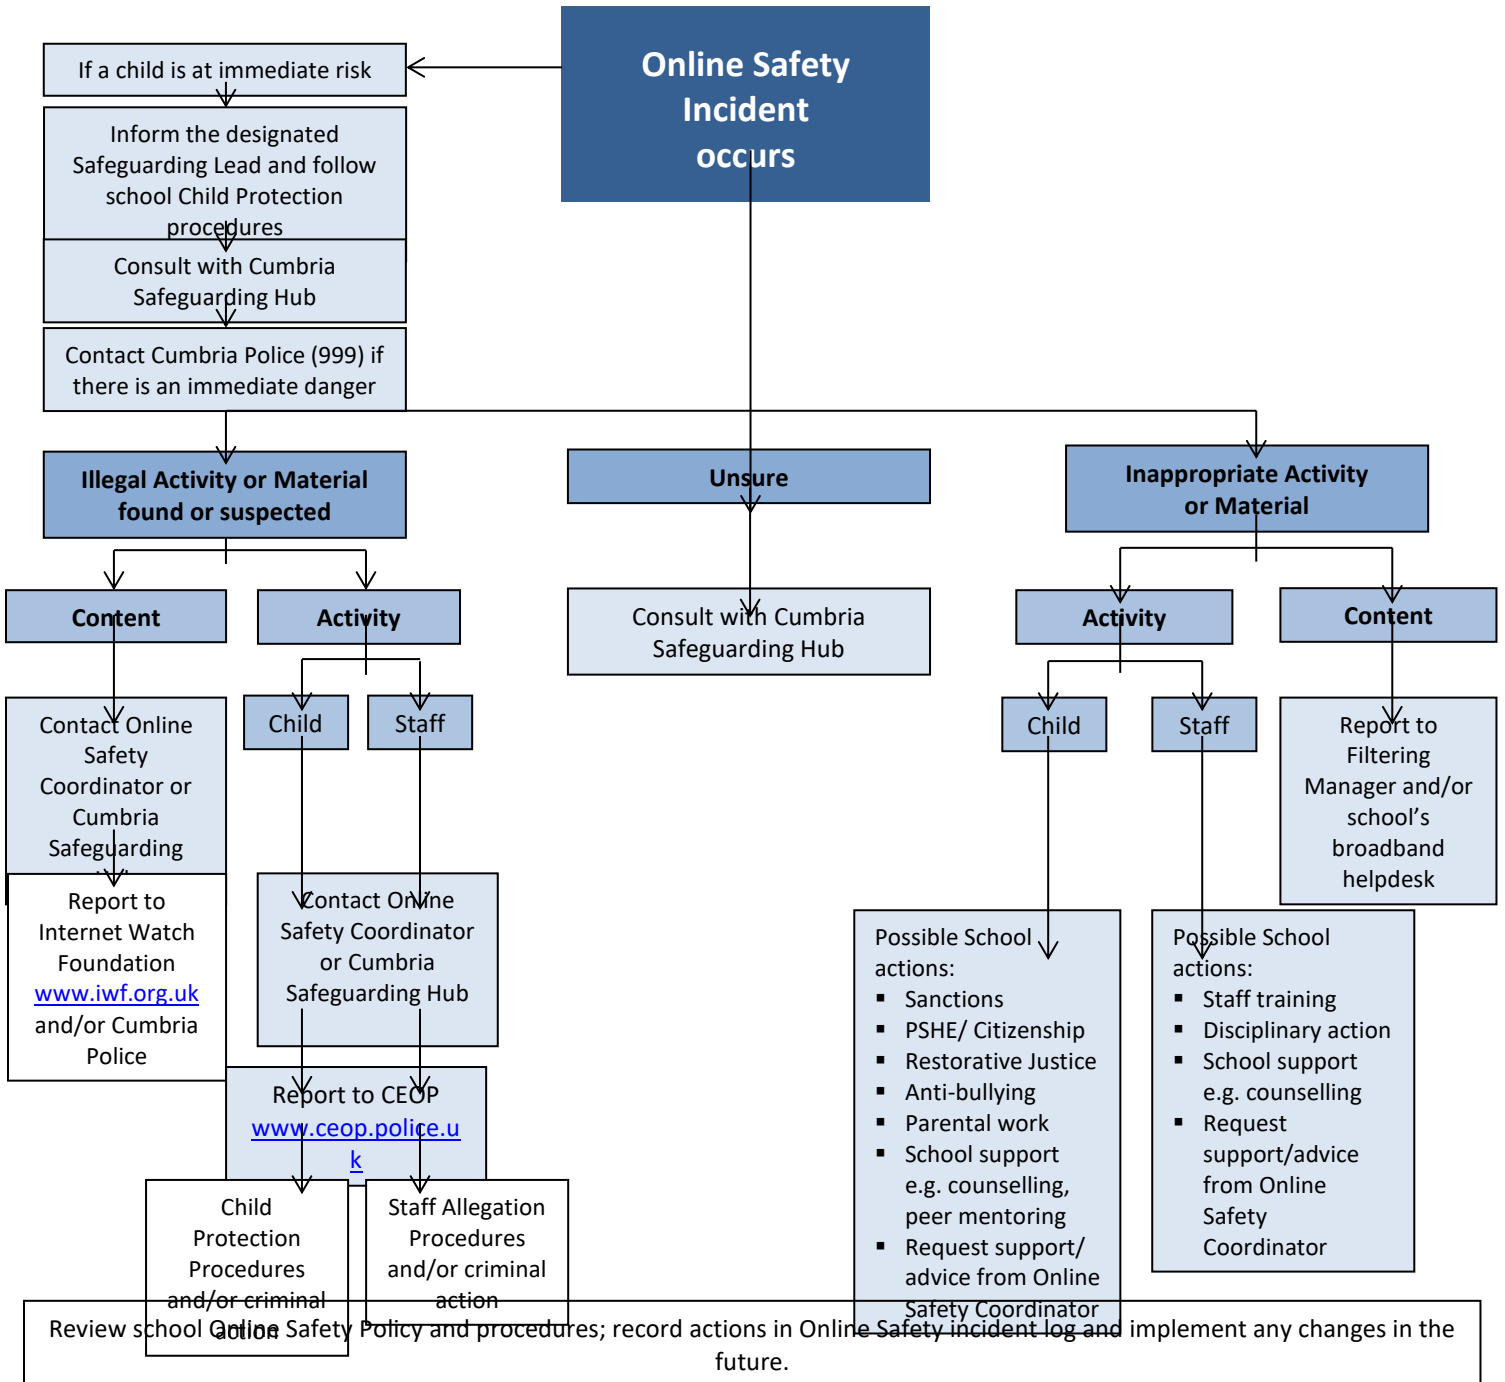 Online Safety
Incident
occurs
If a child is at immediate risk
Inform the designated
Safeguarding Lead and follow
school Child Protection
procedures
Consult with Cumbria
Safeguarding Hub
Contact Cumbria Police (999) if
there is an immediate danger
Illegal Activity or Material
found or suspected
Unsure
Inappropriate Activity
or Material
Content
Activity
Consult with Cumbria
Safeguarding Hub
Activity
Content
Contact Online
Safety
Coordinator or
Cumbria
Safeguarding
Child
Staff
Child
Staff
Report to
Filtering
Manager and/or
school’s
broadband
helpdesk
Report to
Internet Watch
Foundation
www.iwf.org.uk
and/or Cumbria
Police
Contact Online
Safety Coordinator
or Cumbria
Safeguarding Hub
Report to CEOP
www.ceop.police.u
k
Child
Protection
Procedures
and/or criminal
action
Staff Allegation
Procedures
and/or criminal
action
Possible School
actions:
▪ Sanctions
▪ PSHE/ Citizenship
▪ Restorative Justice
▪ Anti-bullying
▪ Parental work
▪ School support
e.g. counselling,
peer mentoring
▪ Request support/
advice from Online
Safety Coordinator
Possible School
actions:
▪ Staff training
▪ Disciplinary action
▪ School support
e.g. counselling
▪ Request
support/advice
from Online
Safety
Coordinator
Review school Online Safety Policy and procedures; record actions in Online Safety incident log and implement any changes in the
future.